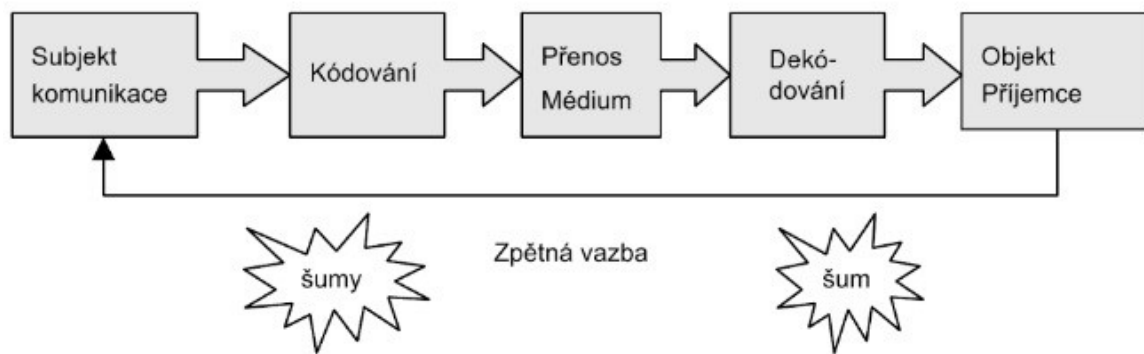 Subjekt
komunikace
Kódování
Přenos
Médium
Dekó-
dování
Objekt
Příjemce
Zpětná vazba
šumy
šum